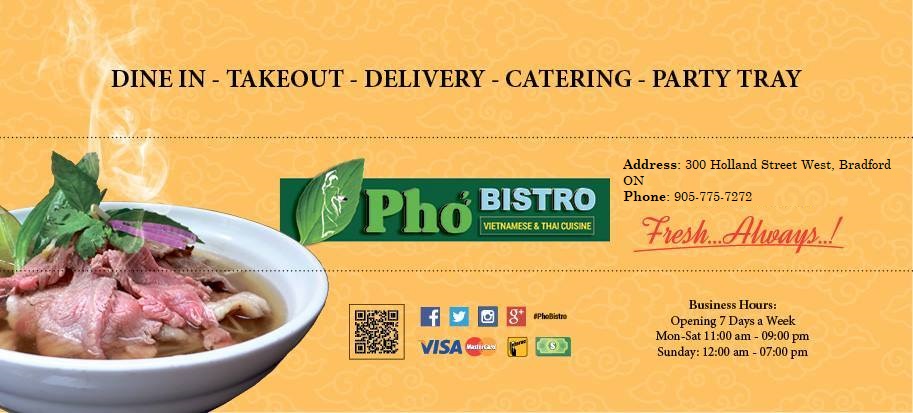 DINE IN - TAKEOUT - DELIVERY - CATERING - PARTY TRAY
Address: 300 Holland Street West, Bradford
ON
Phone: 905-775-7272
Phở BISTRO
VIETNAMESE & THAI CUISINE
Fresh...Always..!
#PhoBistro
VISA MasterCard Interac
Business Hours:
Opening 7 Days a Week
Mon-Sat 11:00 am - 09:00 pm
Sunday: 12:00 am - 07:00 pm